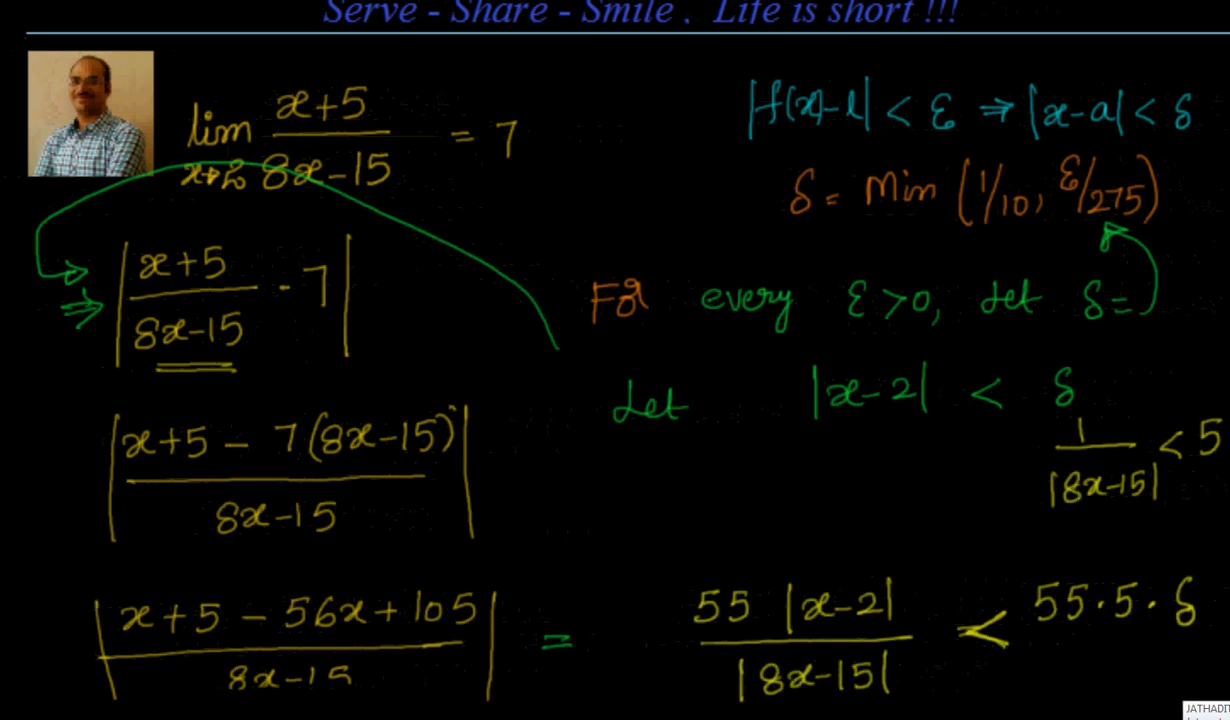 Serve - Share - Smile . Life is short !!!
lim x→2 (x+5)/(8x-15) = 7
⇒ |(x+5)/(8x-15) - 7|
|(x+5 - 7(8x-15))/(8x-15)|
|(x+5 - 56x+105)/(8x-15)| = 55 |x-2|/|8x-15| < 55.5.δ
|f(x)-l| < ε ⇒ |x-a| < δ
δ = Min (1/10, ε/275)
For every ε>0, let δ=
Let |x-2| < δ
1/|8x-15| < 5